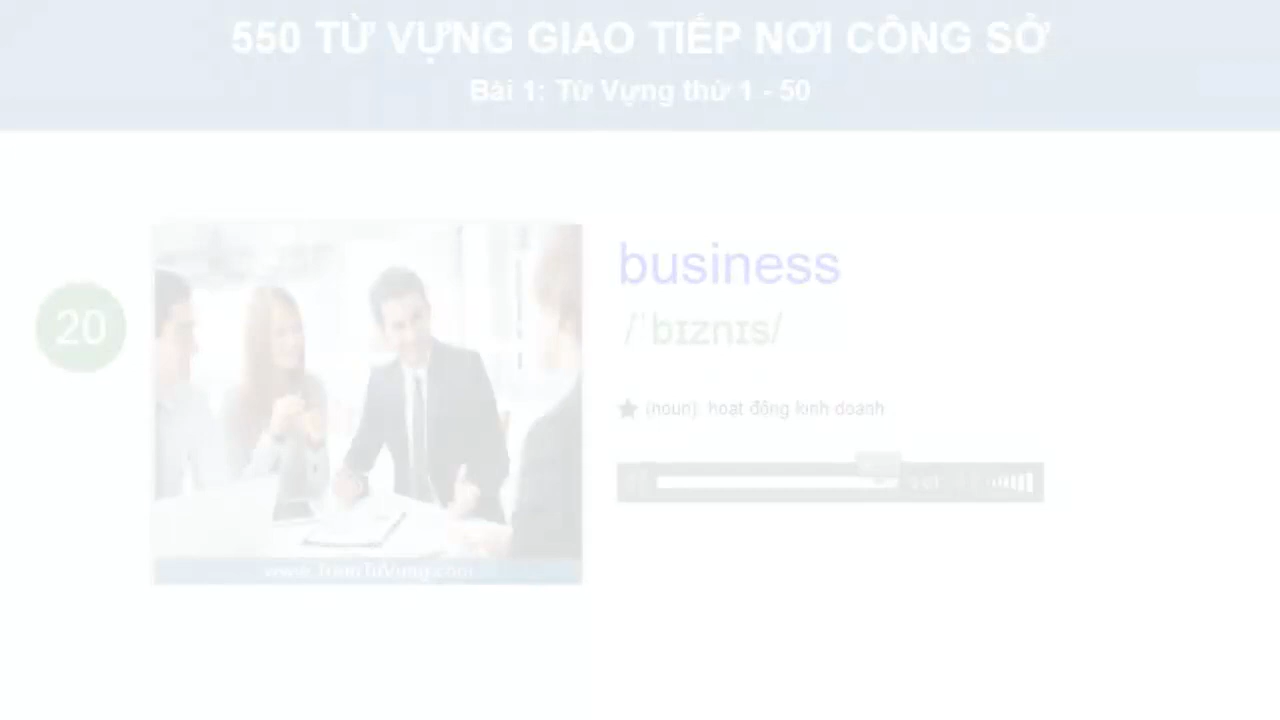 550 TỪ VỰNG GIAO TIẾP NƠI CÔNG SỞ
Bài 1: Từ Vựng thứ 1 - 50
20
business
/ˈbɪznɪs/
(noun): hoạt động kinh doanh